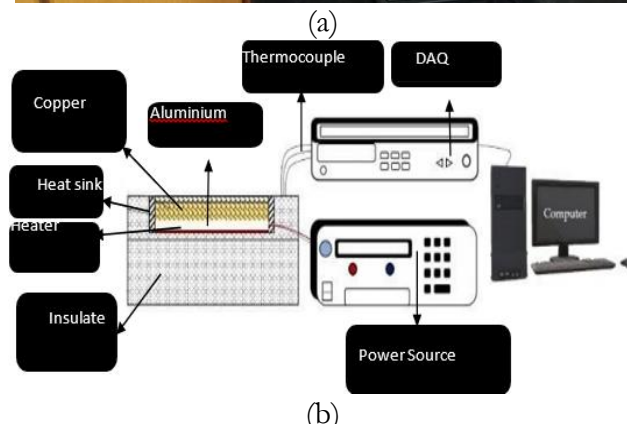 (a)
Thermocouple
DAQ
Copper
Aluminium
Heat sink
Heater
Computer
Insulate
Power Source
(b)